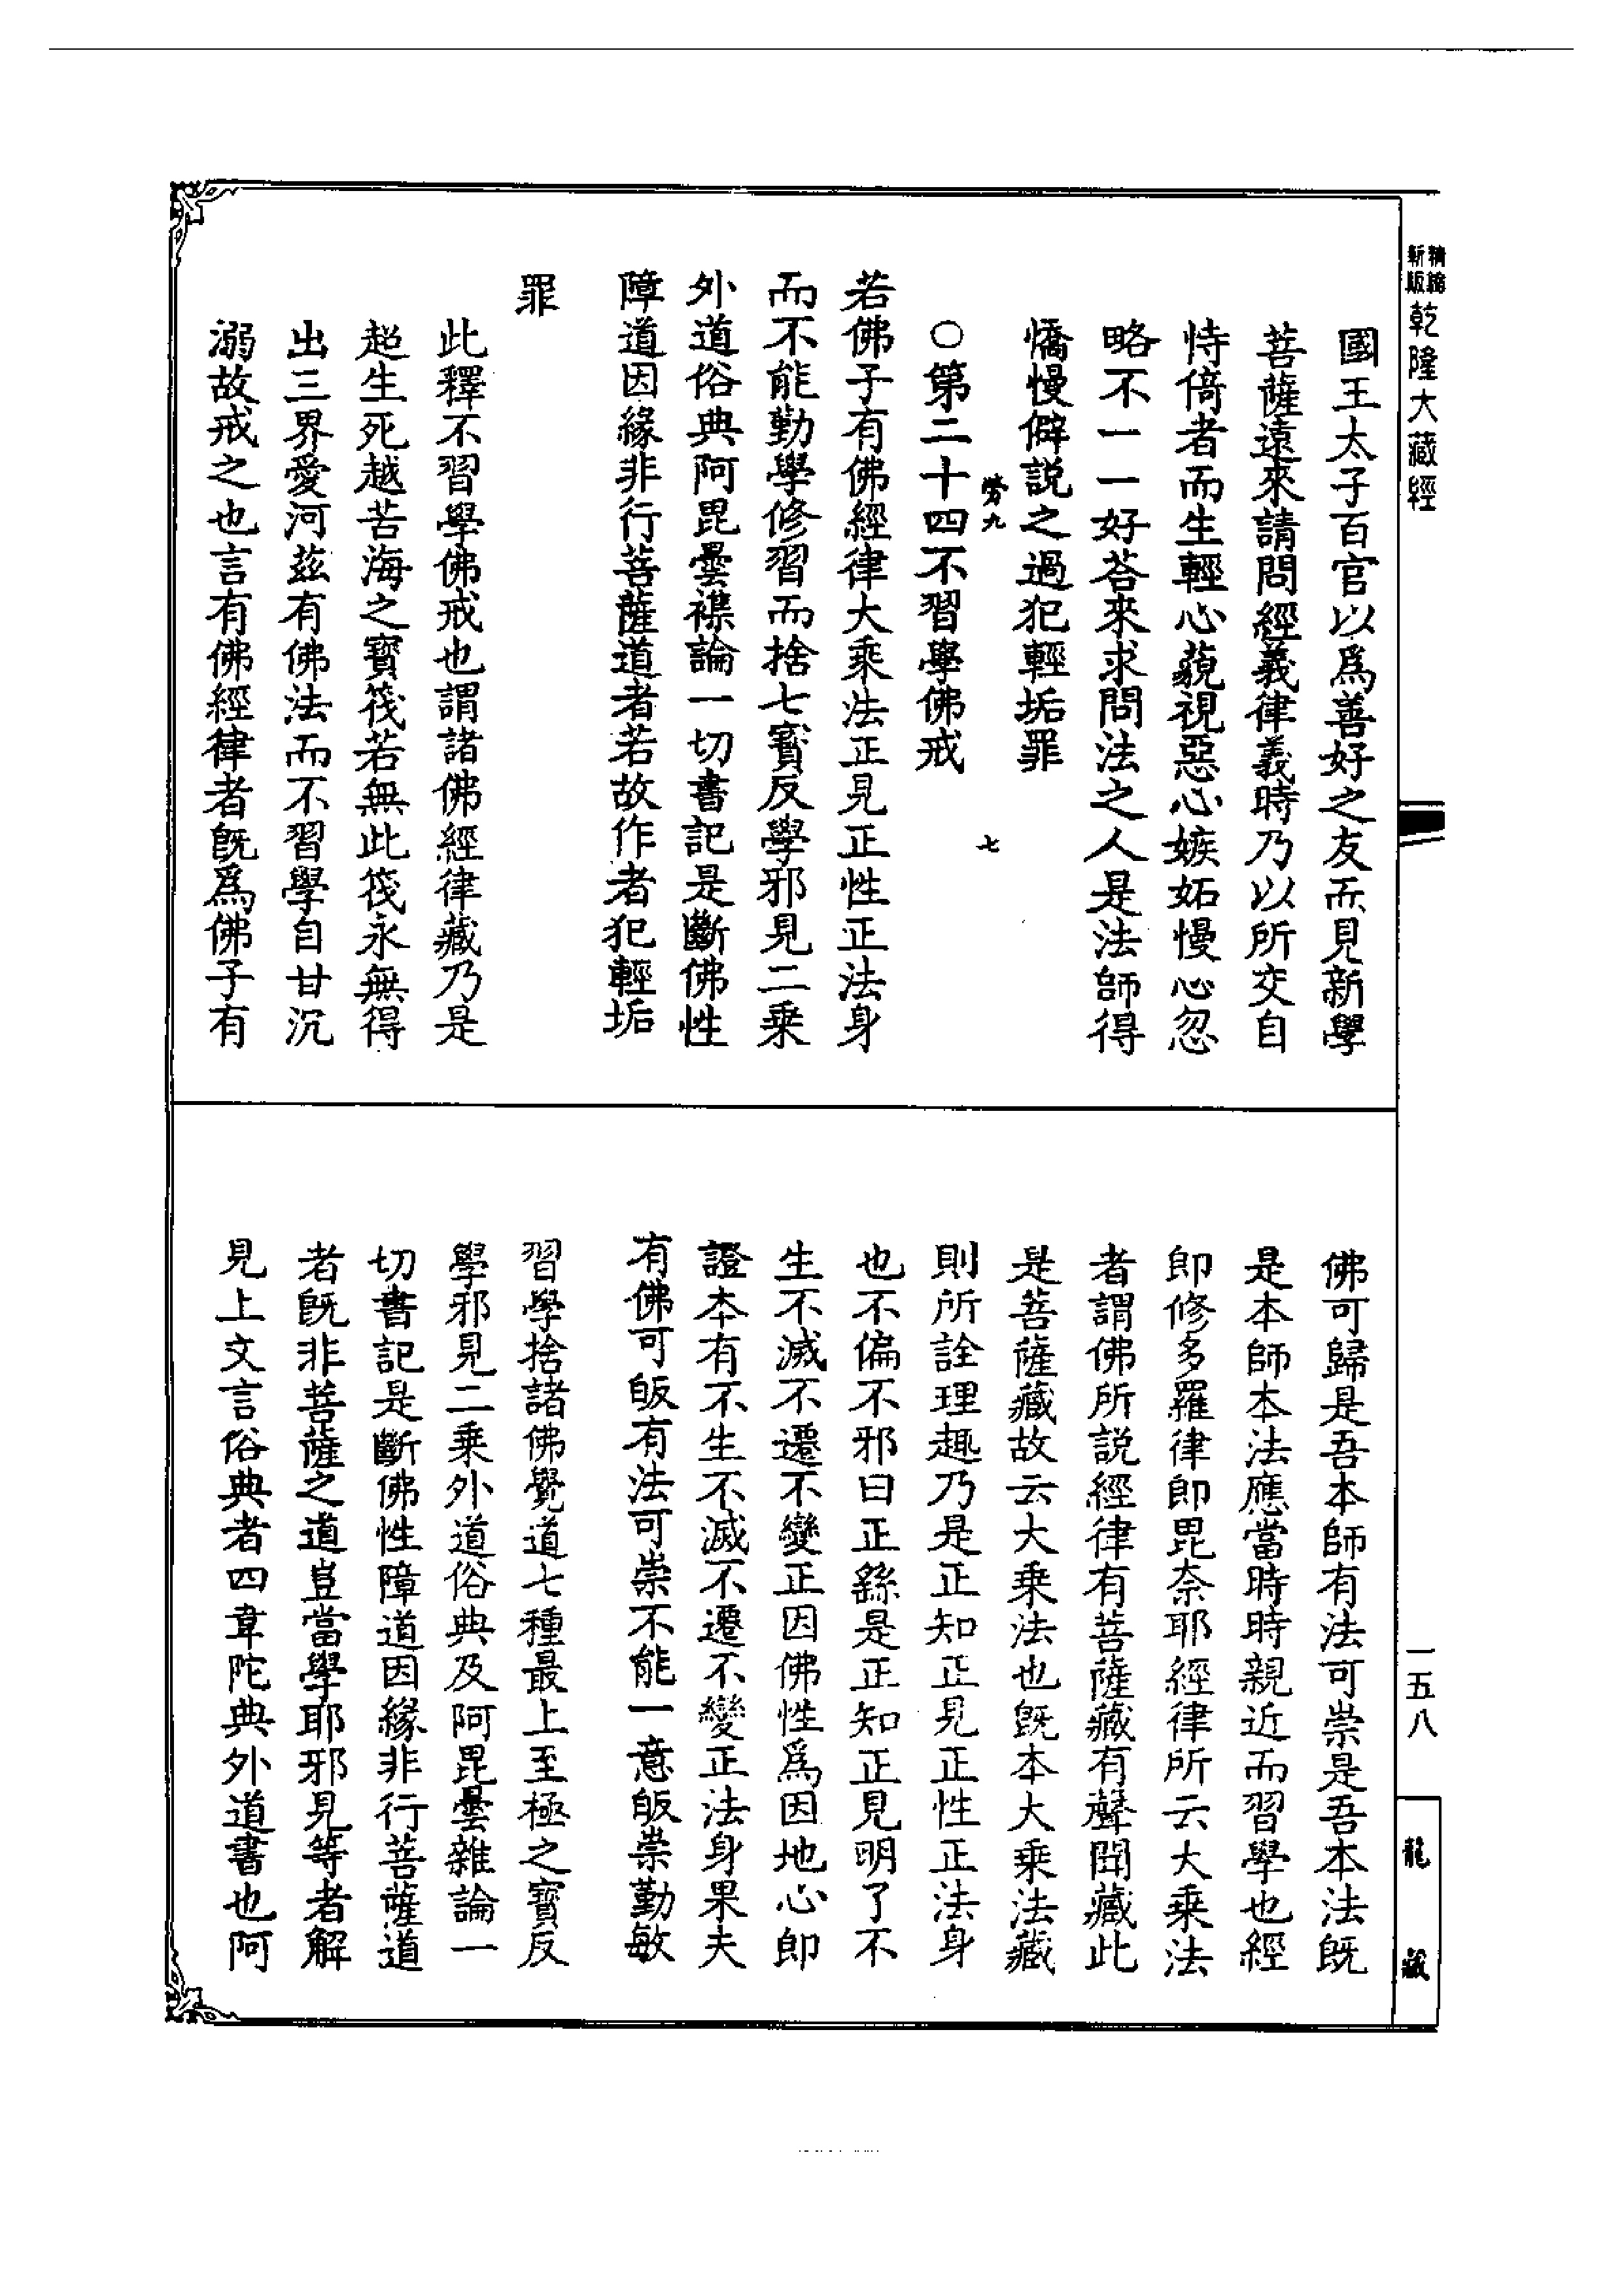 精縮
新版
乾隆大藏經
國王太子百官以爲善好之友而見新學
菩薩遠來請問經義律義時乃以所交自
恃倚者而生輕心藐視惡心嫉妬慢心忽
略不一一好荅來求問法之人是法師得
憍慢僻説之過犯輕垢罪
勞九
七
○第二十四不習學佛戒
若佛子有佛經律大乘法正見正性正法身
而不能勤學修習而捨七寳反學邪見二乗
外道俗典阿毘曇襍論一切書記是斷佛性
障道因緣非行菩薩道者若故作者犯輕垢
罪
此釋不習學佛戒也謂諸佛經律藏乃是
超生死越苦海之寳筏若無此筏永無得
出三界愛河兹有佛法而不習學自甘沉
溺故戒之也言有佛經律者旣爲佛子有
佛可歸是吾本師有法可崇是吾本法旣
是本師本法應當時時親近而習學也經
即修多羅律即毘奈耶經律所云大乗法
者謂佛所説經律有菩薩藏有聲聞藏此
是菩薩藏故云大乗法也旣本大乗法藏
則所詮理趣乃是正知正見正性正法身
也不偏不邪曰正繇是正知正見明了不
生不滅不遷不變正因佛性爲因地心即
證本有不生不滅不遷不變正法身果夫
有佛可皈有法可崇不能一意皈崇勤敏
習學捨諸佛覺道七種最上至極之寳反
學邪見二乗外道俗典及阿毘曇雜論一
切書記是斷佛性障道因緣非行菩薩道
者旣非菩薩之道豈當學耶邪見等者解
見上文言俗典者四韋陀典外道書也阿
一五八
龍藏